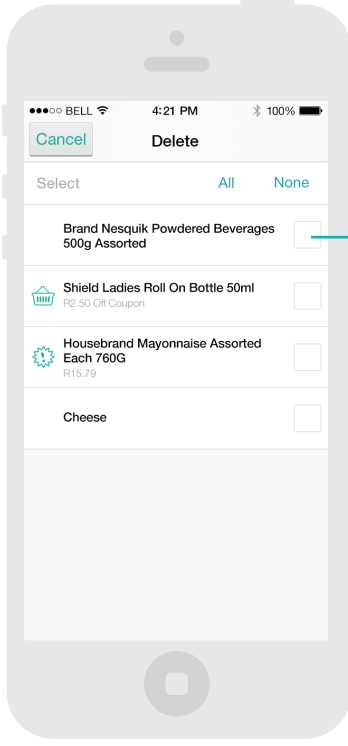 BELL 4:21 PM 100%
Cancel Delete
Select All None
Brand Nesquik Powdered Beverages
500g Assorted
Shield Ladies Roll On Bottle 50ml
R2.50 Off Coupon
Housebrand Mayonnaise Assorted
Each 760G
R15.79
Cheese